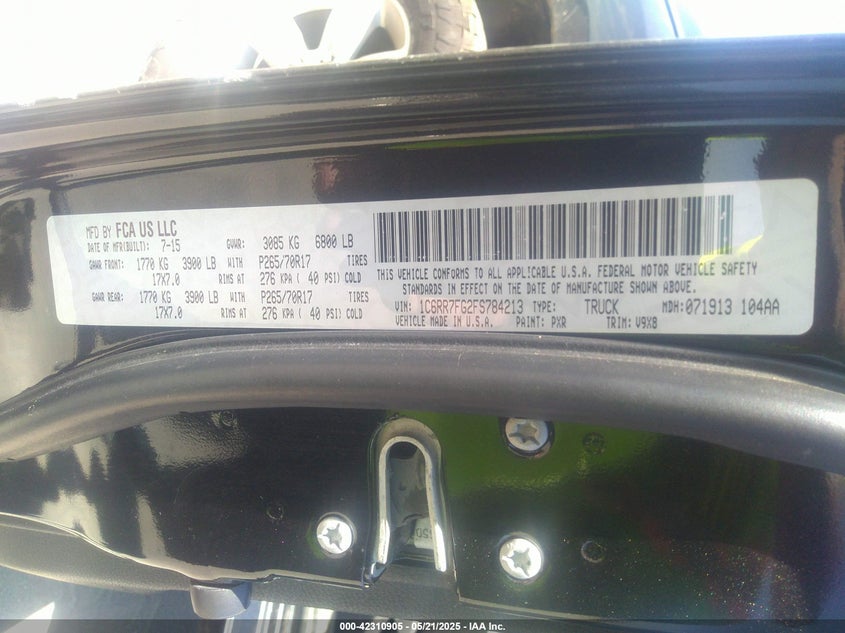 MFD BY FCA US LLC
DATE OF MFR(BUILT): 7-15 GVWR: 3085 KG 6800 LB
GAWR FRONT: 1770 KG 3900 LB WITH P265/70R17 TIRES
17X7.0 RIMS AT 276 KPA ( 40 PSI) COLD
GAWR REAR: 1770 KG 3900 LB WITH P265/70R17 TIRES
17X7.0 RIMS AT 276 KPA ( 40 PSI) COLD
THIS VEHICLE CONFORMS TO ALL APPLICABLE U.S.A. FEDERAL MOTOR VEHICLE SAFETY
STANDARDS IN EFFECT ON THE DATE OF MANUFACTURE SHOWN ABOVE.
VIN: 1C6RR7FG2FS784213 TYPE: TRUCK MDH: 071913 104AA
VEHICLE MADE IN U.S.A. PAINT: PXR TRIM: V9X8
000-42310905 - 05/21/2025 - IAA Inc.